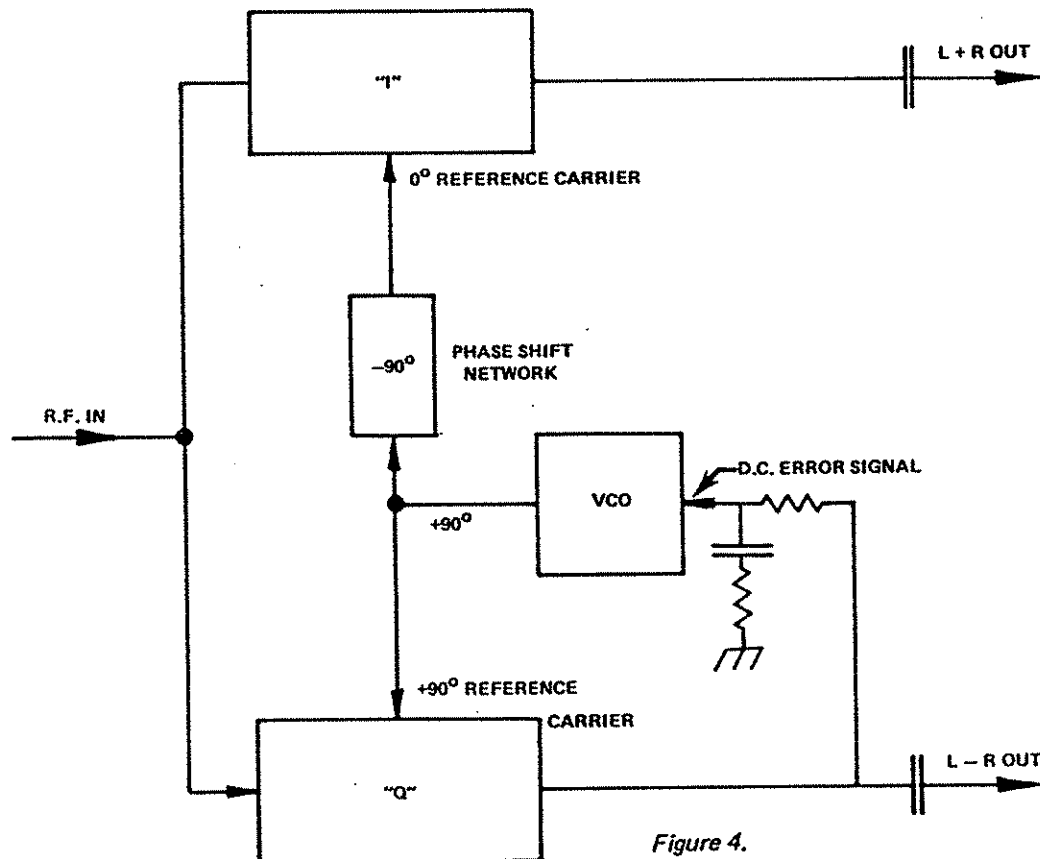 "I"
L + R OUT
0° REFERENCE CARRIER
–90°
PHASE SHIFT
NETWORK
R.F. IN
D.C. ERROR SIGNAL
VCO
+90°
+90° REFERENCE
CARRIER
"Q"
L – R OUT
Figure 4.